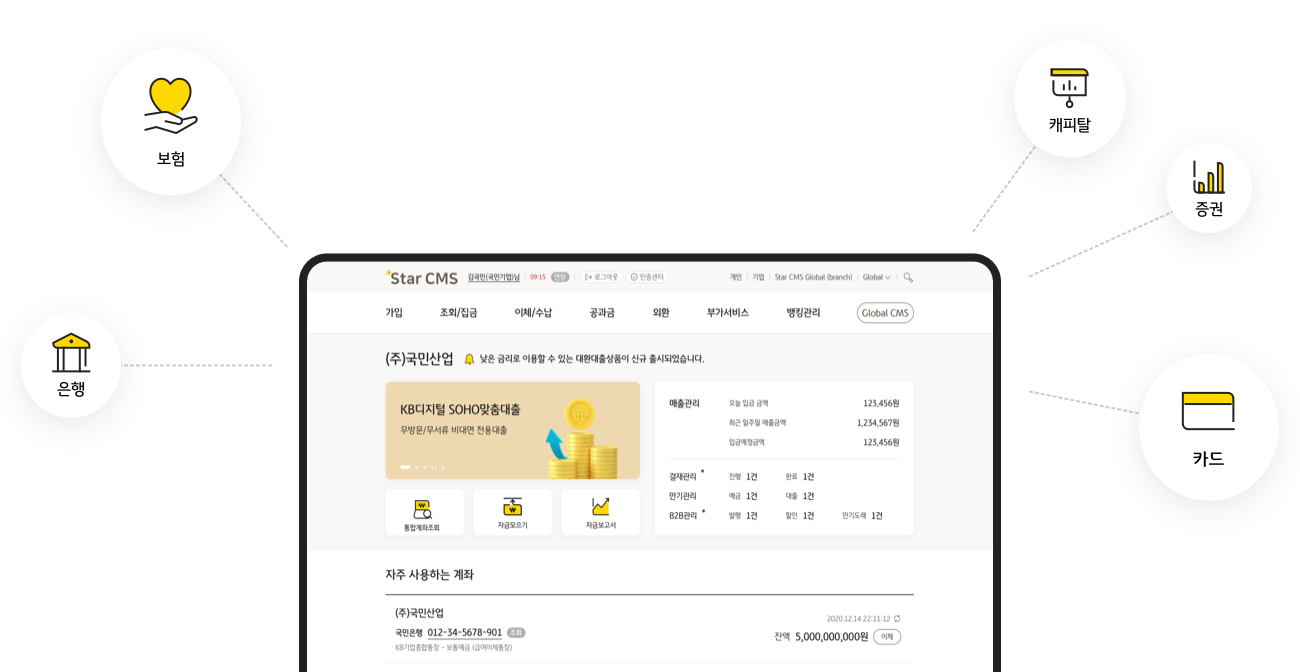 보험
캐피탈
증권
은행
카드
Star CMS 김국민(국민기업)님 09:15 연장 로그아웃 인증센터 개인 기업 Star CMS Global (branch) Global
가입 조회/집금 이체/수납 공과금 외환 부가서비스 뱅킹관리 Global CMS
(주)국민산업 낮은 금리로 이용할 수 있는 대환대출상품이 신규 출시되었습니다.
KB디지털 SOHO맞춤대출
무방문/무서류 비대면 전용대출
통합계좌조회 자금모으기 자금보고서
매출관리 오늘 입금 금액 123,456원
최근 일주일 매출금액 1,234,567원
입금예정금액 123,456원
결재관리 진행 1건 완료 1건
만기관리 예금 1건 대출 1건
B2B관리 발행 1건 할인 1건 만기도래 1건
자주 사용하는 계좌
(주)국민산업
2020.12.14 22:11:12
국민은행 012-34-5678-901 조회
잔액 5,000,000,000원 이체
KB기업종합통장 - 보통예금 (급여이체통장)